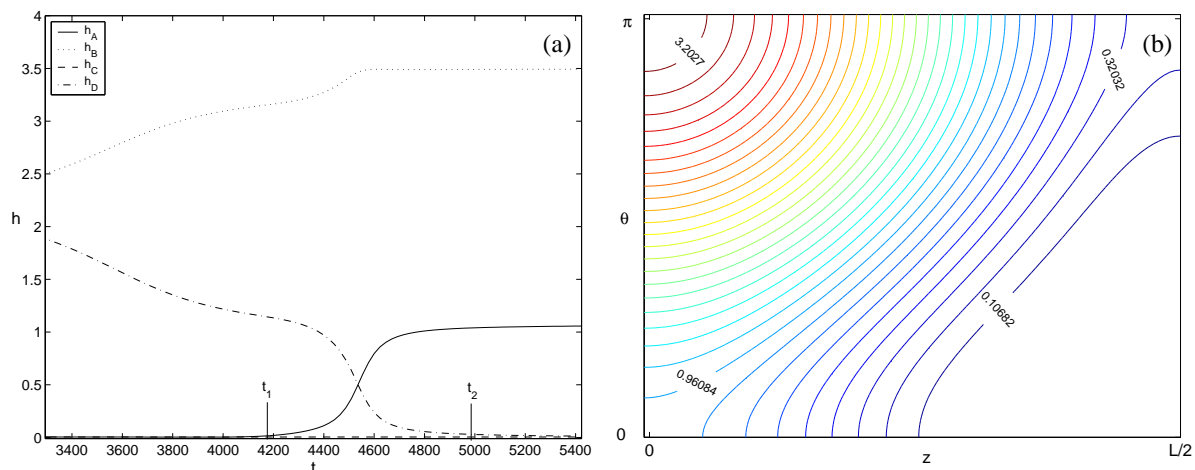 4
3.5
3
2.5
2
1.5
1
0.5
0
h
h_A
h_B
h_C
h_D
(a)
t_1
t_2
3400 3600 3800 4000 4200 4400 4600 4800 5000 5200 5400
t
π
θ
0
(b)
3.2027
0.32032
0.96084
0.10682
0
z
L/2